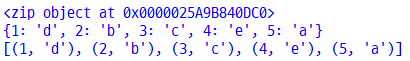 <zip object at 0x0000025A9B840DC0>
{1: 'd', 2: 'b', 3: 'c', 4: 'e', 5: 'a'}
[(1, 'd'), (2, 'b'), (3, 'c'), (4, 'e'), (5, 'a')]